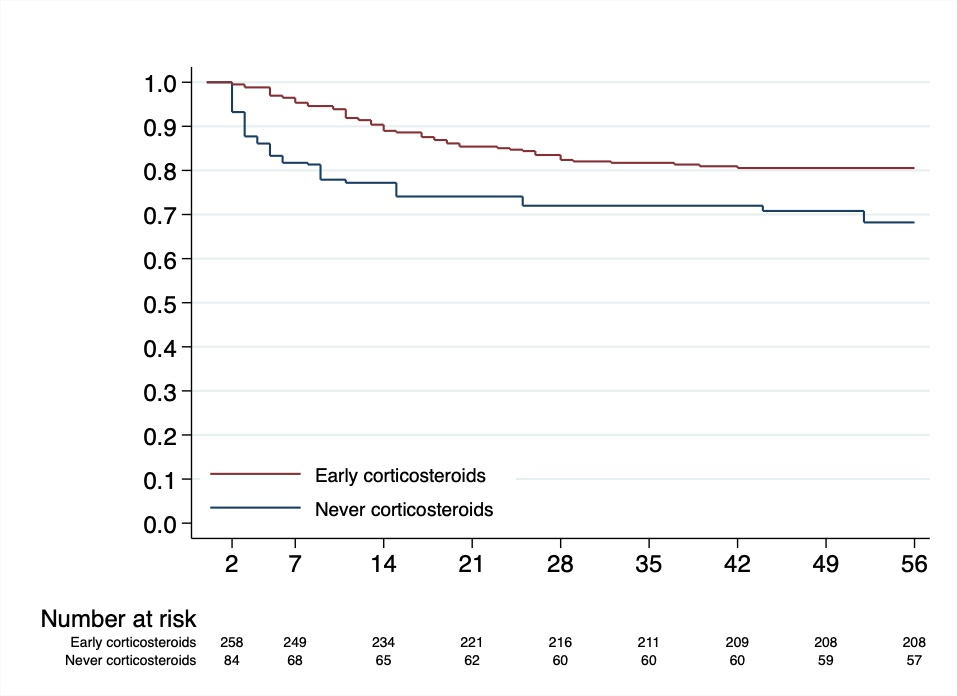 1.0
0.9
0.8
0.7
0.6
0.5
0.4
0.3
0.2
0.1
0.0
Early corticosteroids
Never corticosteroids
2 7 14 21 28 35 42 49 56
Number at risk
Early corticosteroids 258 249 234 221 216 211 209 208 208
Never corticosteroids 84 68 65 62 60 60 60 59 57